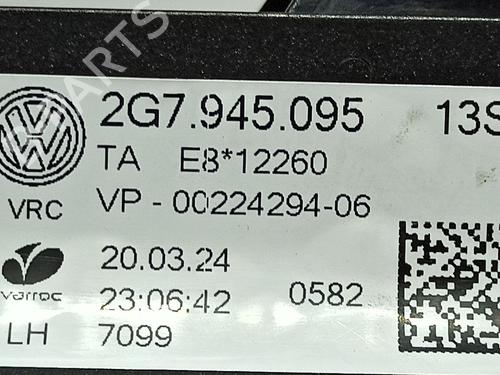 2G7.945.095 13S
TA E8*12260
VRC VP - 00224294-06
varroc 20.03.24
23:06:42 0582
LH 7099